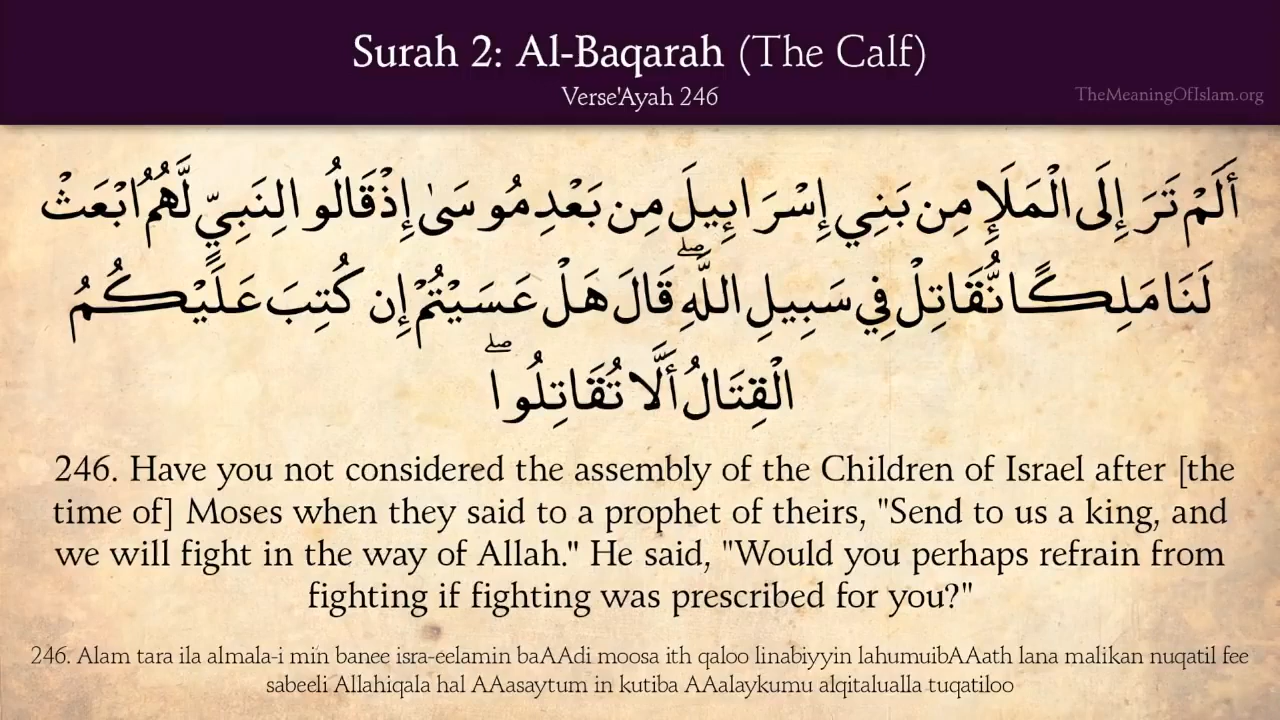 Surah 2: Al-Baqarah (The Calf)
Verse'Ayah 246
TheMeaningOfIslam.org
أَلَمْ تَرَ إِلَى الْمَلَإِ مِن بَنِي إِسْرَابِيلَ مِن بَعْدِ مُوسَىٰ إِذْ قَالُوا لِنَبِيٍّ لَّهُمُ ابْعَثْ
لَنَا مَلِكًا نُّقَاتِلْ فِي سَبِيلِ اللَّهِ ۖ قَالَ هَلْ عَسَيْتُمْ إِن كُتِبَ عَلَيْكُمُ
الْقِتَالُ أَلَّا تُقَاتِلُوا ۖ
246. Have you not considered the assembly of the Children of Israel after [the
time of] Moses when they said to a prophet of theirs, "Send to us a king, and
we will fight in the way of Allah." He said, "Would you perhaps refrain from
fighting if fighting was prescribed for you?"
246. Alam tara ila almala-i min banee isra-eelamin baAAdi moosa ith qaloo linabiyyin lahumuibAAath lana malikan nuqatil fee
sabeeli Allahiqala hal AAasaytum in kutiba AAalaykumu alqitalualla tuqatiloo